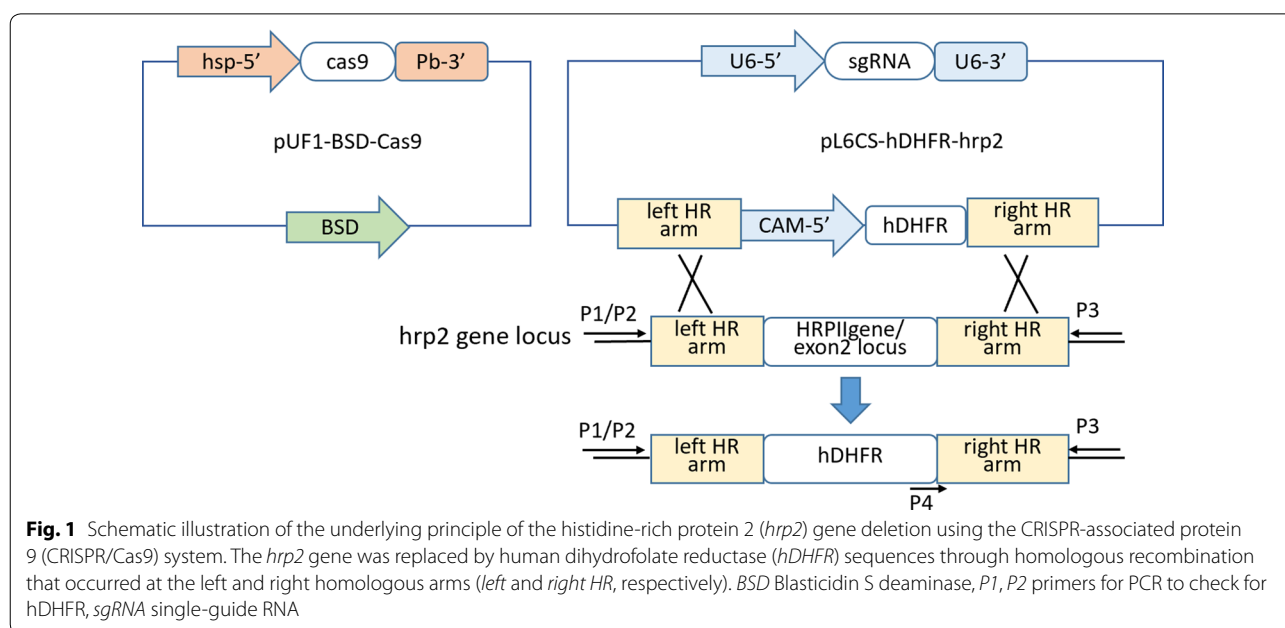 hsp-5’ cas9 Pb-3’
U6-5’ sgRNA U6-3’
pUF1-BSD-Cas9
pL6CS-hDHFR-hrp2
BSD
left HR
arm
CAM-5’
hDHFR
right HR
arm
P1/P2
P3
hrp2 gene locus
left HR
arm
HRPIIgene/
exon2 locus
right HR
arm
P1/P2
P3
left HR
arm
hDHFR
right HR
arm
P4
Fig. 1 Schematic illustration of the underlying principle of the histidine-rich protein 2 (hrp2) gene deletion using the CRISPR-associated protein
9 (CRISPR/Cas9) system. The hrp2 gene was replaced by human dihydrofolate reductase (hDHFR) sequences through homologous recombination
that occurred at the left and right homologous arms (left and right HR, respectively). BSD Blasticidin S deaminase, P1, P2 primers for PCR to check for
hDHFR, sgRNA single-guide RNA